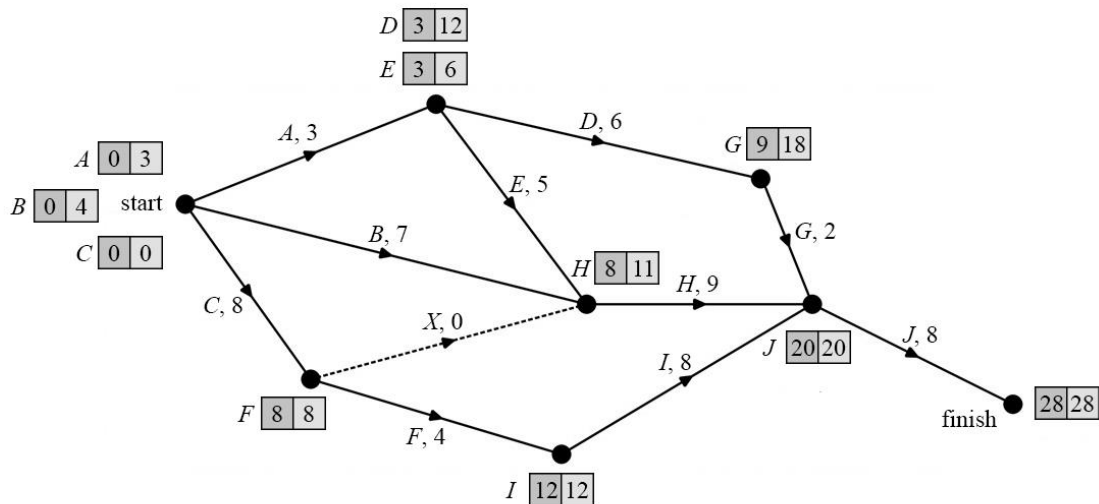 D 3 12
E 3 6
A, 3
D, 6
G 9 18
A 0 3
E, 5
B 0 4 start
G, 2
B, 7
C 0 0
H 8 11
H, 9
C, 8
X, 0
J, 8
J 20 20
I, 8
F 8 8
28 28
finish
F, 4
I 12 12